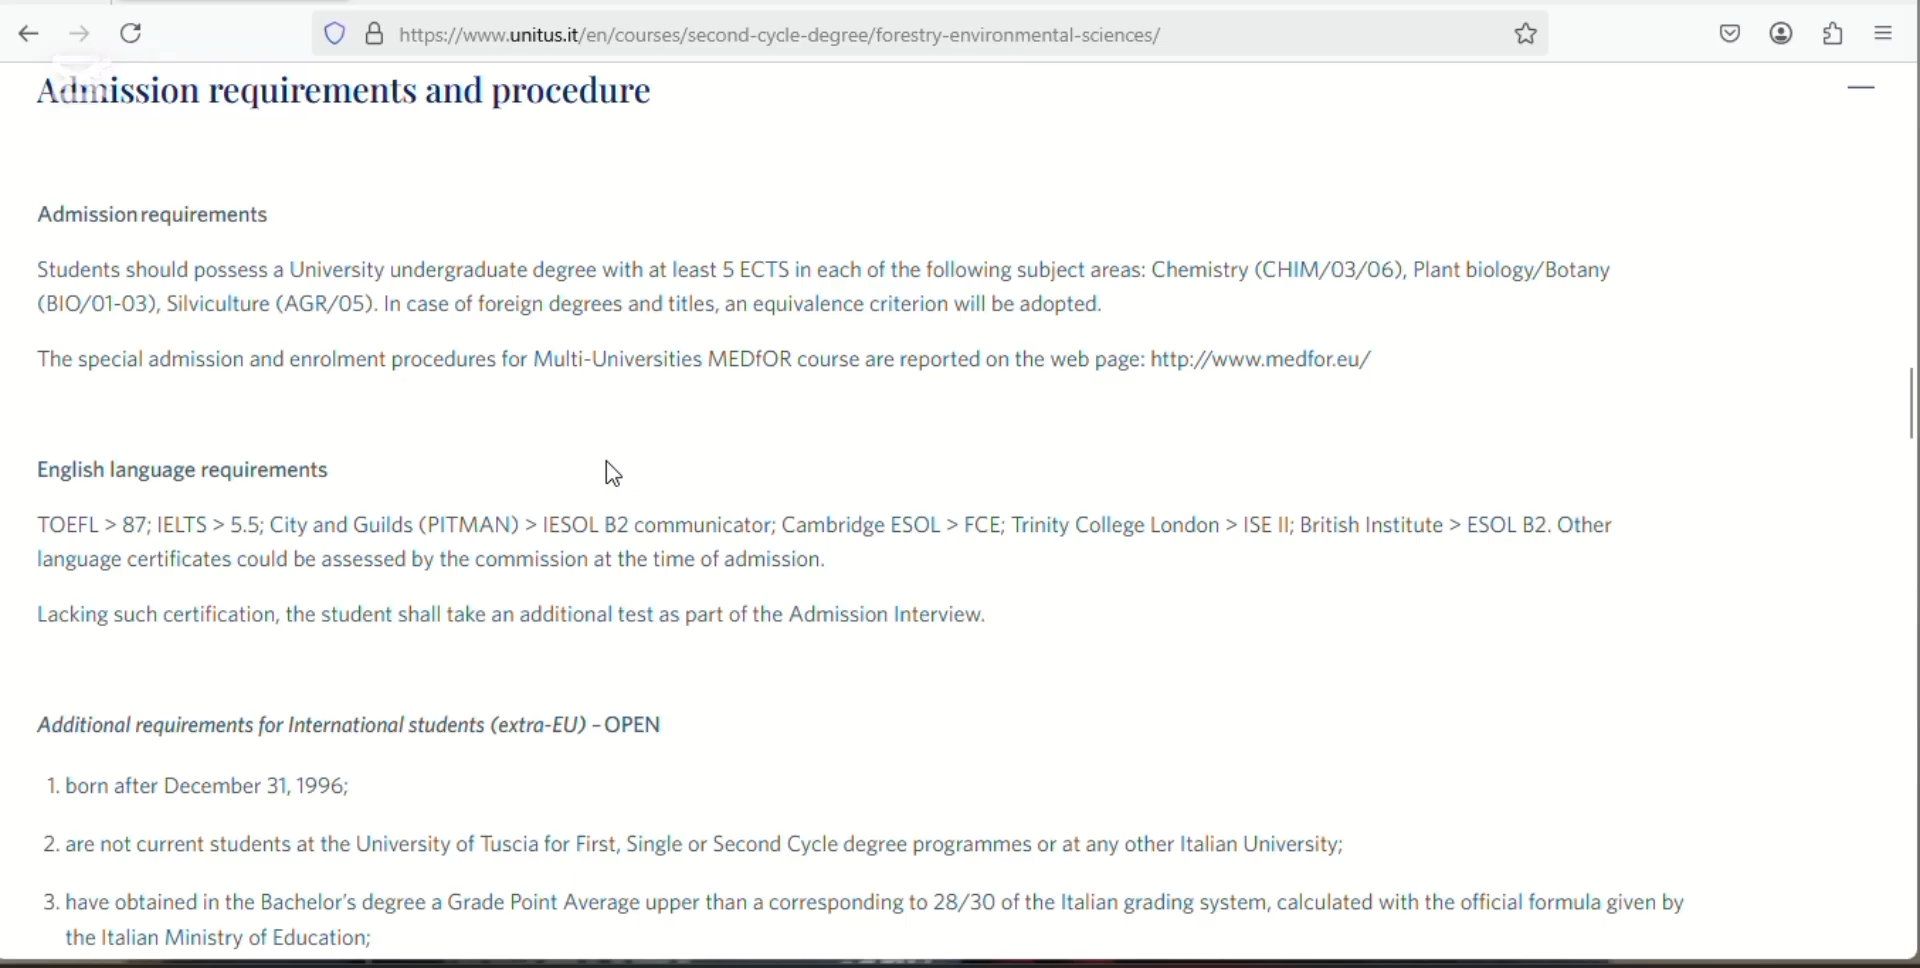 https://www.unitus.it/en/courses/second-cycle-degree/forestry-environmental-sciences/
Admission requirements and procedure
Admission requirements
Students should possess a University undergraduate degree with at least 5 ECTS in each of the following subject areas: Chemistry (CHIM/03/06), Plant biology/Botany
(BIO/01-03), Silviculture (AGR/05). In case of foreign degrees and titles, an equivalence criterion will be adopted.
The special admission and enrolment procedures for Multi-Universities MEDfOR course are reported on the web page: http://www.medfor.eu/
English language requirements
TOEFL > 87; IELTS > 5.5; City and Guilds (PITMAN) > IESOL B2 communicator; Cambridge ESOL > FCE; Trinity College London > ISE II; British Institute > ESOL B2. Other
language certificates could be assessed by the commission at the time of admission.
Lacking such certification, the student shall take an additional test as part of the Admission Interview.
Additional requirements for International students (extra-EU) – OPEN
1. born after December 31, 1996;
2. are not current students at the University of Tuscia for First, Single or Second Cycle degree programmes or at any other Italian University;
3. have obtained in the Bachelor's degree a Grade Point Average upper than a corresponding to 28/30 of the Italian grading system, calculated with the official formula given by
the Italian Ministry of Education;